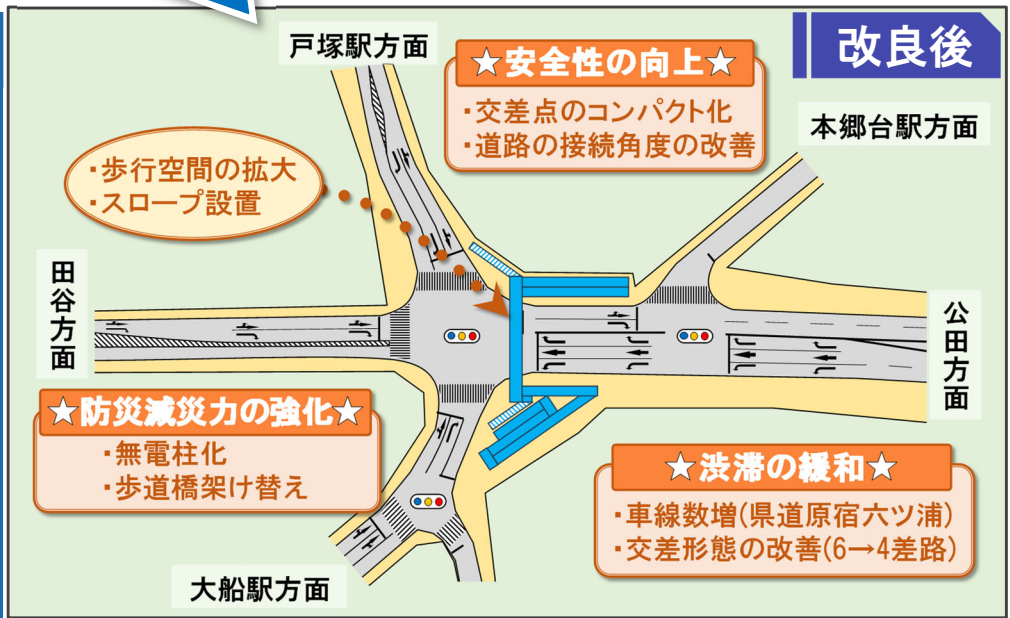 改良後
戸塚駅方面
★安全性の向上★
・交差点のコンパクト化
・道路の接続角度の改善
本郷台駅方面
・歩行空間の拡大
・スロープ設置
田谷方面
公田方面
★防災減災力の強化★
・無電柱化
・歩道橋架け替え
★渋滞の緩和★
・車線数増(県道原宿六ツ浦)
・交差形態の改善(6→4差路)
大船駅方面